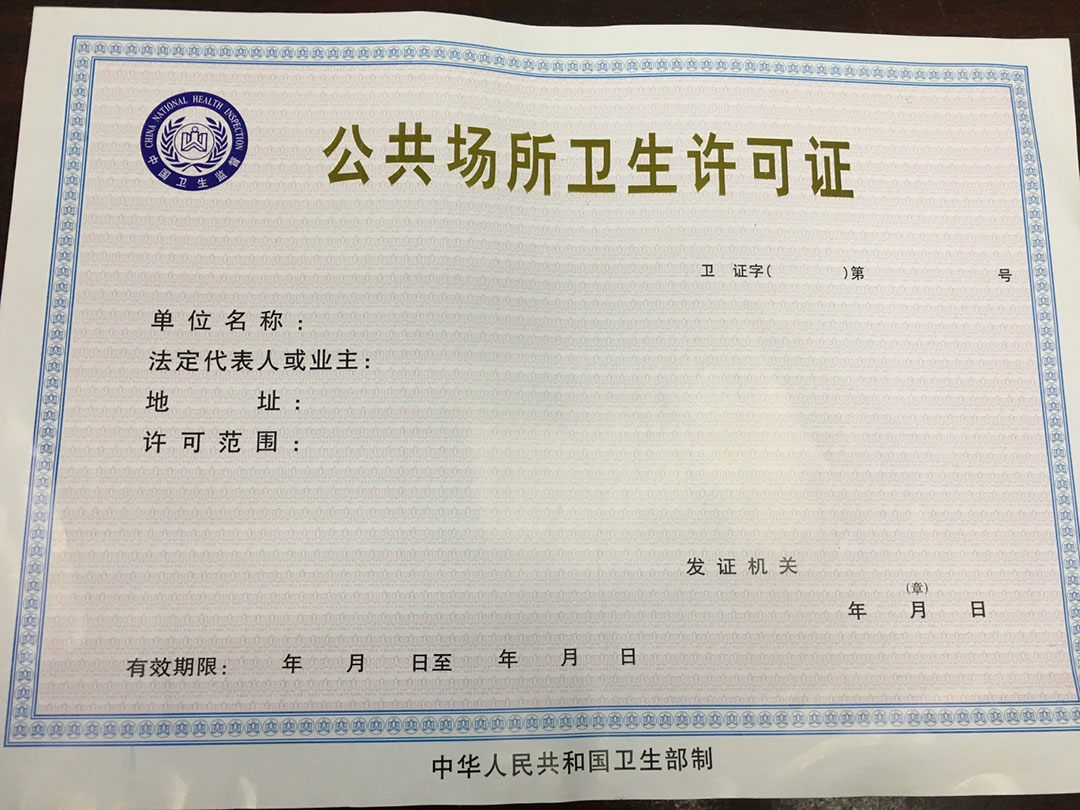 CHINA NATIONAL HEALTH INSPECTION
中国卫生监督
公共场所卫生许可证
卫 证字( )第 号
单位名称:
法定代表人或业主:
地 址:
许可范围:
发证机关
(章)
年 月 日
有效期限: 年 月 日至 年 月 日
中华人民共和国卫生部制